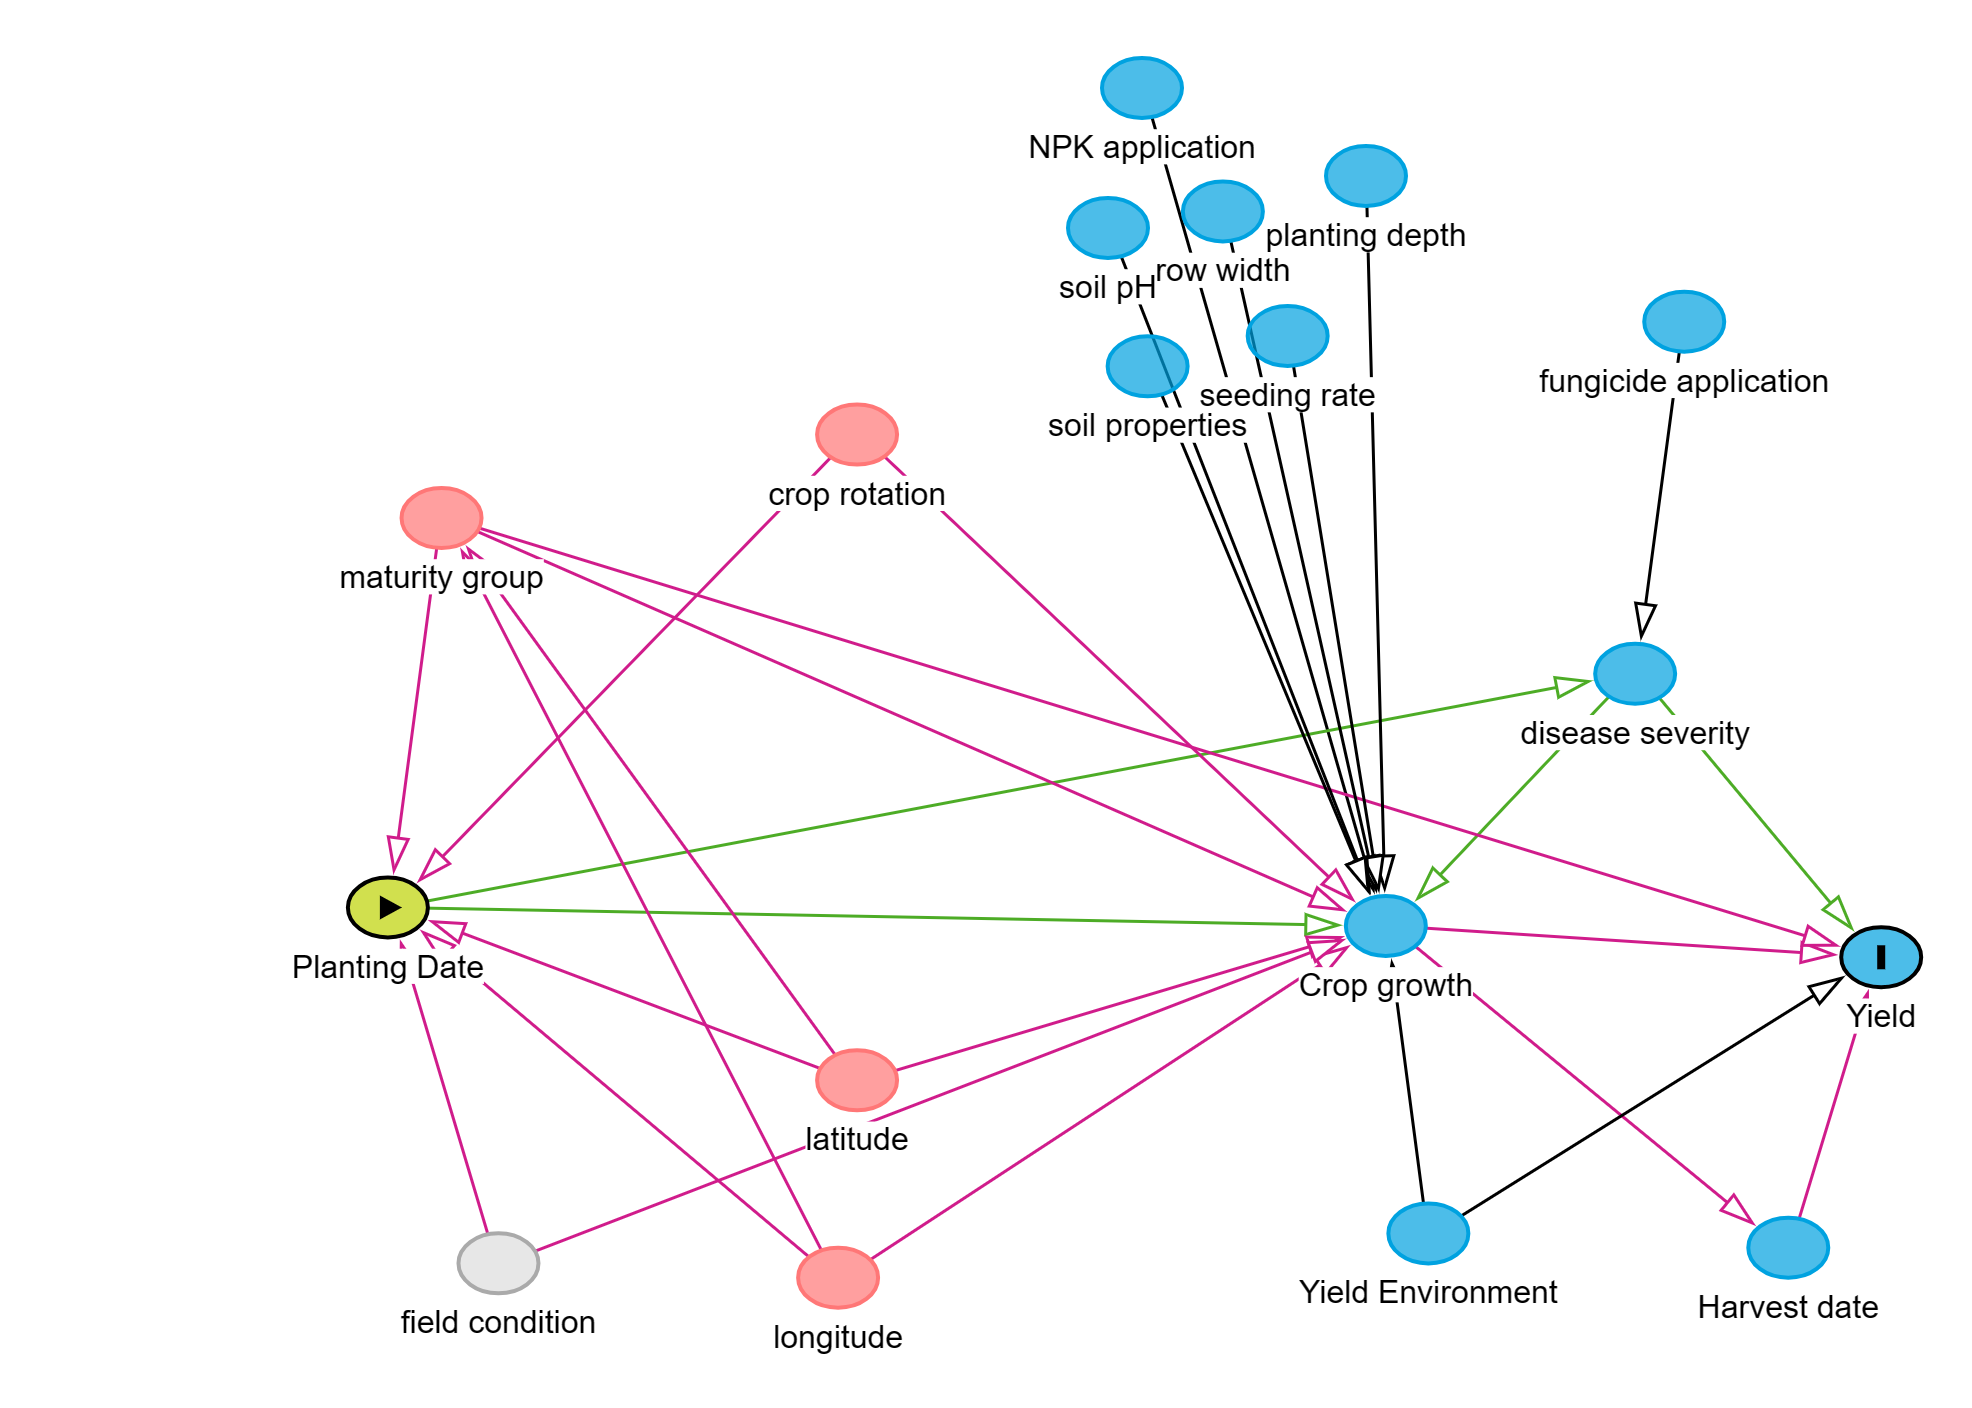 NPK application
planting depth
row width
soil pH
fungicide application
seeding rate
soil properties
crop rotation
maturity group
disease severity
Planting Date
Crop growth
Yield
latitude
Yield Environment
Harvest date
field condition
longitude